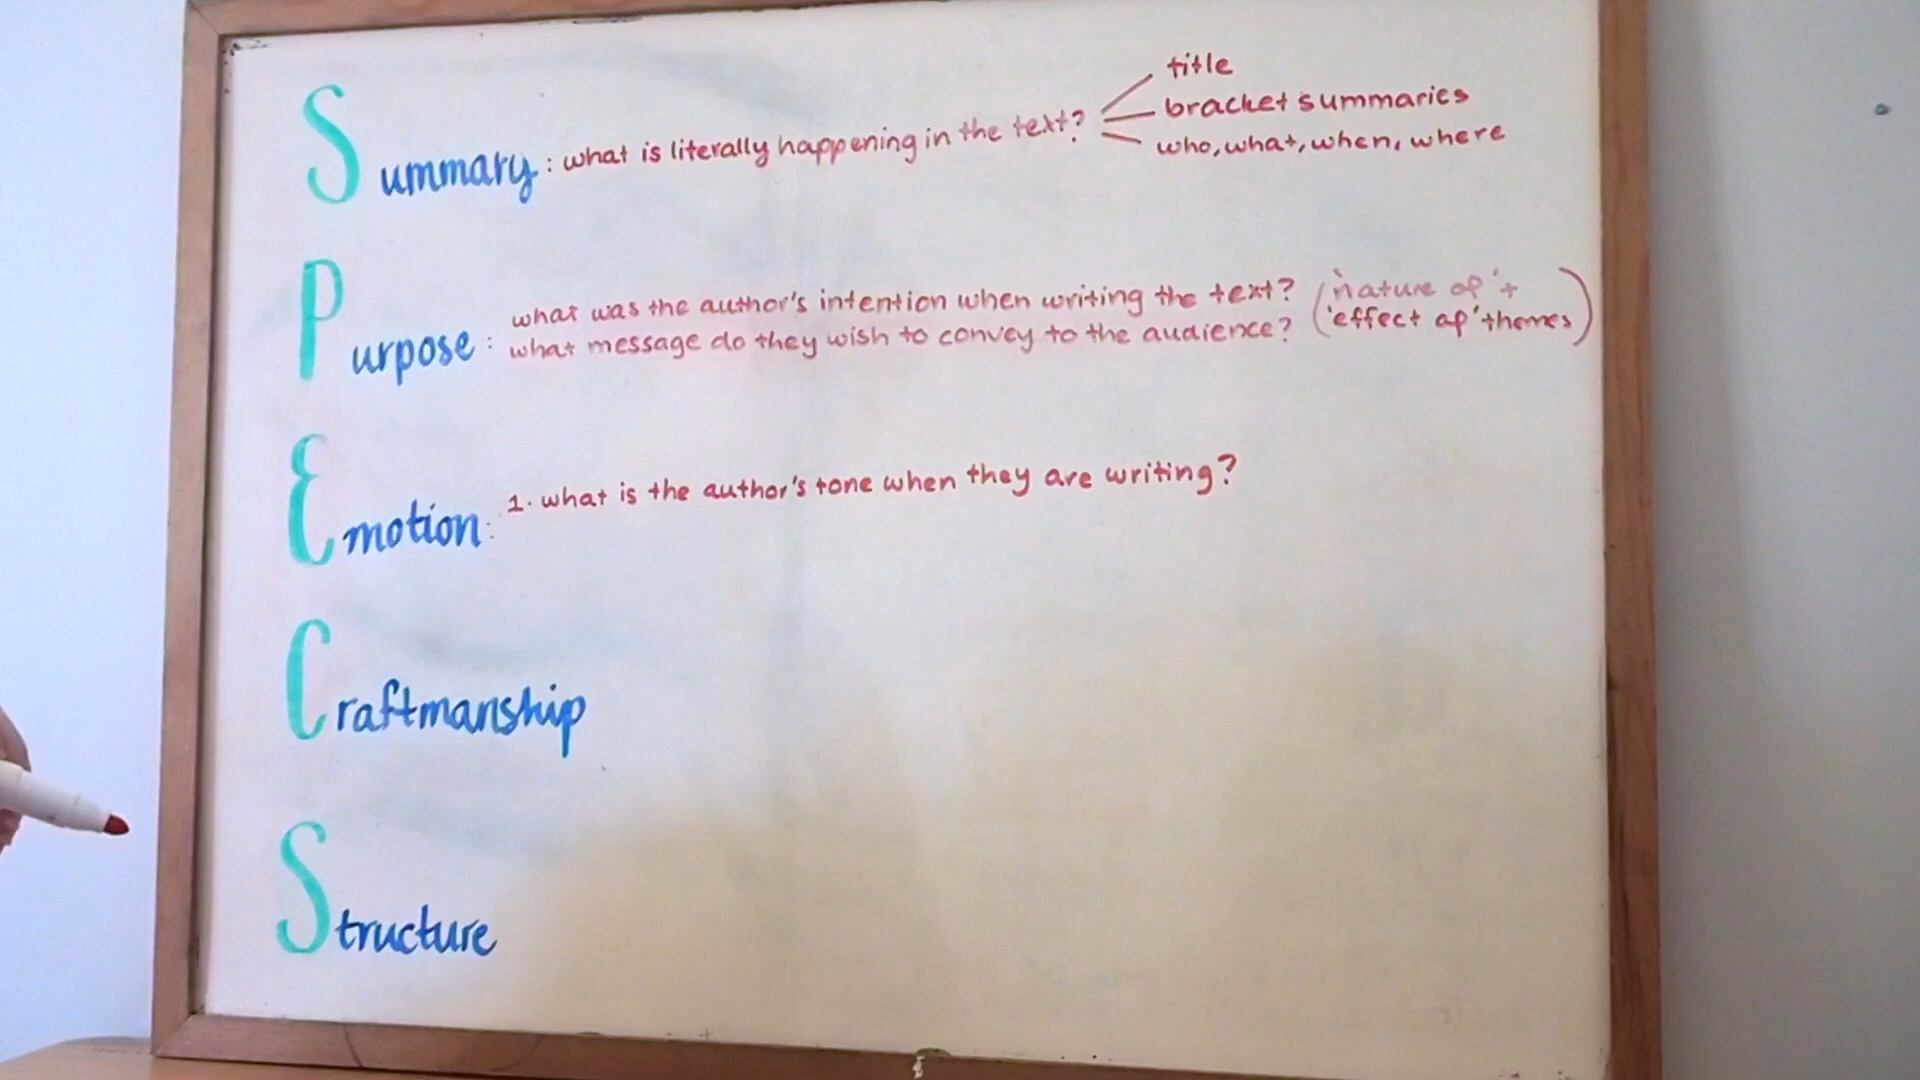 Summary: what is literally happening in the text?
title
bracket summaries
who, what, when, where
Purpose: what was the author's intention when writing the text?
what message do they wish to convey to the audience?
('nature of' +
'effect of' themes)
Emotion: 1. what is the author's tone when they are writing?
Craftmanship
Structure